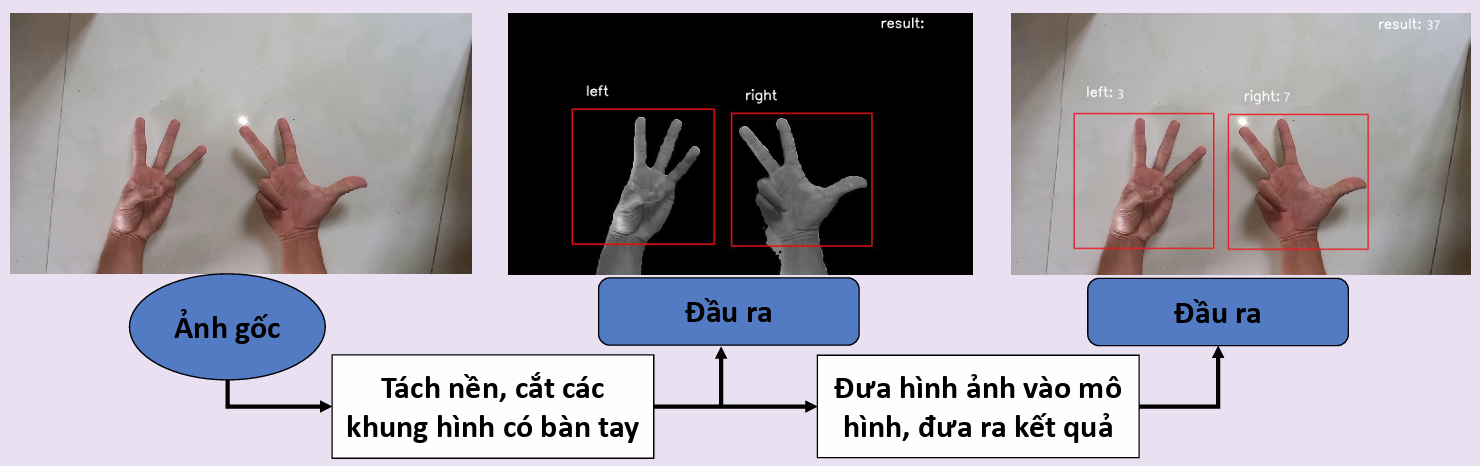 result:
result: 37
left
right
left: 3
right: 7
Ảnh gốc
Đầu ra
Đầu ra
Tách nền, cắt các
khung hình có bàn tay
Đưa hình ảnh vào mô
hình, đưa ra kết quả